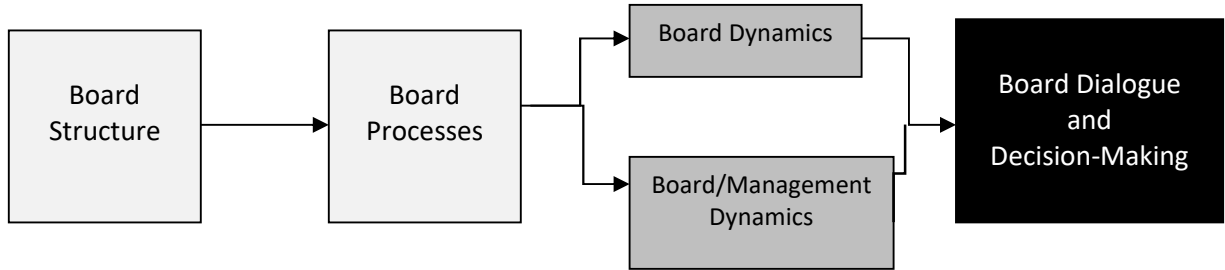 Board
Structure
Board
Processes
Board Dynamics
Board/Management
Dynamics
Board Dialogue
and
Decision-Making